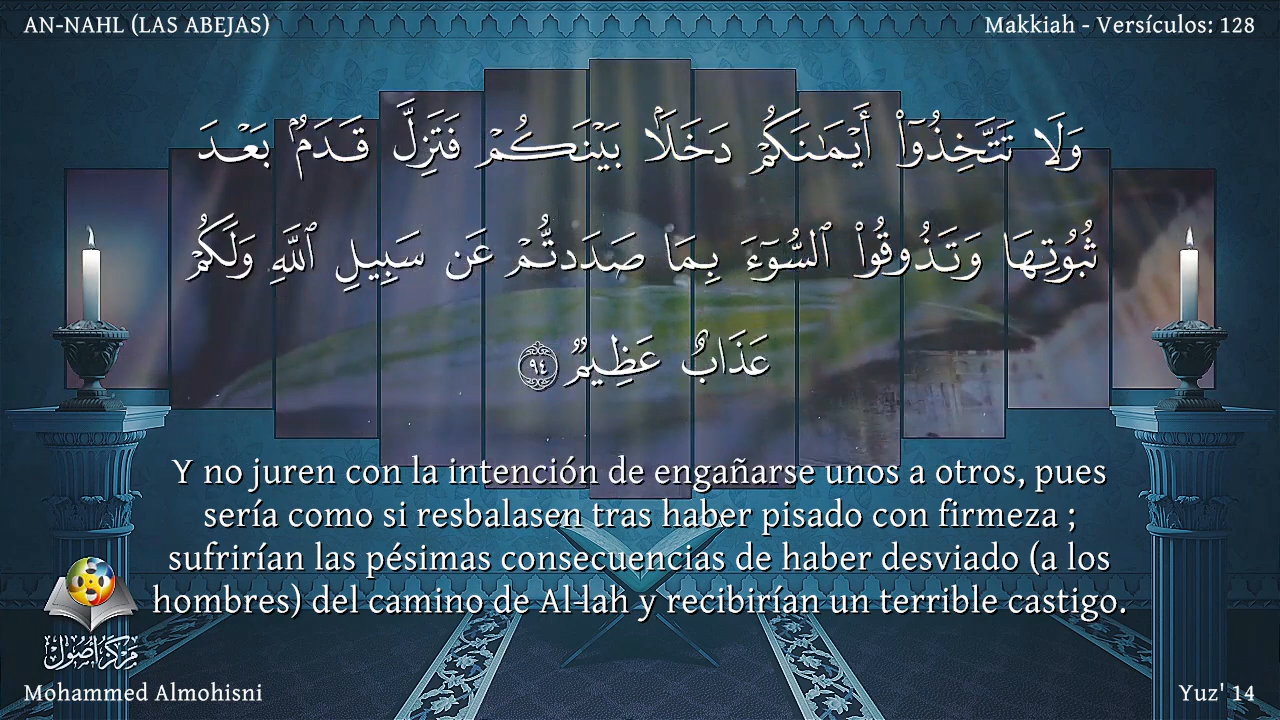 AN-NAHL (LAS ABEJAS)
Makkiah - Versículos: 128
وَلَا تَتَّخِذُوٓا۟ أَيْمَـٰنَكُمْ دَخَلًۢا بَيْنَكُمْ فَتَزِلَّ قَدَمٌۢ بَعْدَ
ثُبُوتِهَا وَتَذُوقُوا۟ ٱلسُّوٓءَ بِمَا صَدَدتُّمْ عَن سَبِيلِ ٱللَّهِ وَلَكُمْ
عَذَابٌ عَظِيمٌ ٩٤
Y no juren con la intención de engañarse unos a otros, pues
sería como si resbalasen tras haber pisado con firmeza ;
sufrirían las pésimas consecuencias de haber desviado (a los
hombres) del camino de Al-lah y recibirían un terrible castigo.
مركز أصول
Mohammed Almohisni
Yuz' 14